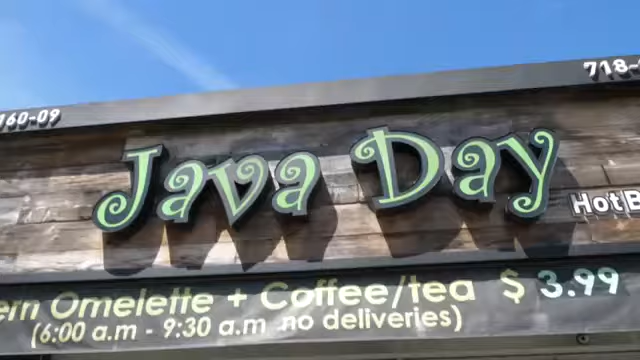 160-09
718-
Java Day
Hot B
ern Omelette + Coffee/tea $ 3.99
(6:00 a.m - 9:30 a.m no deliveries)